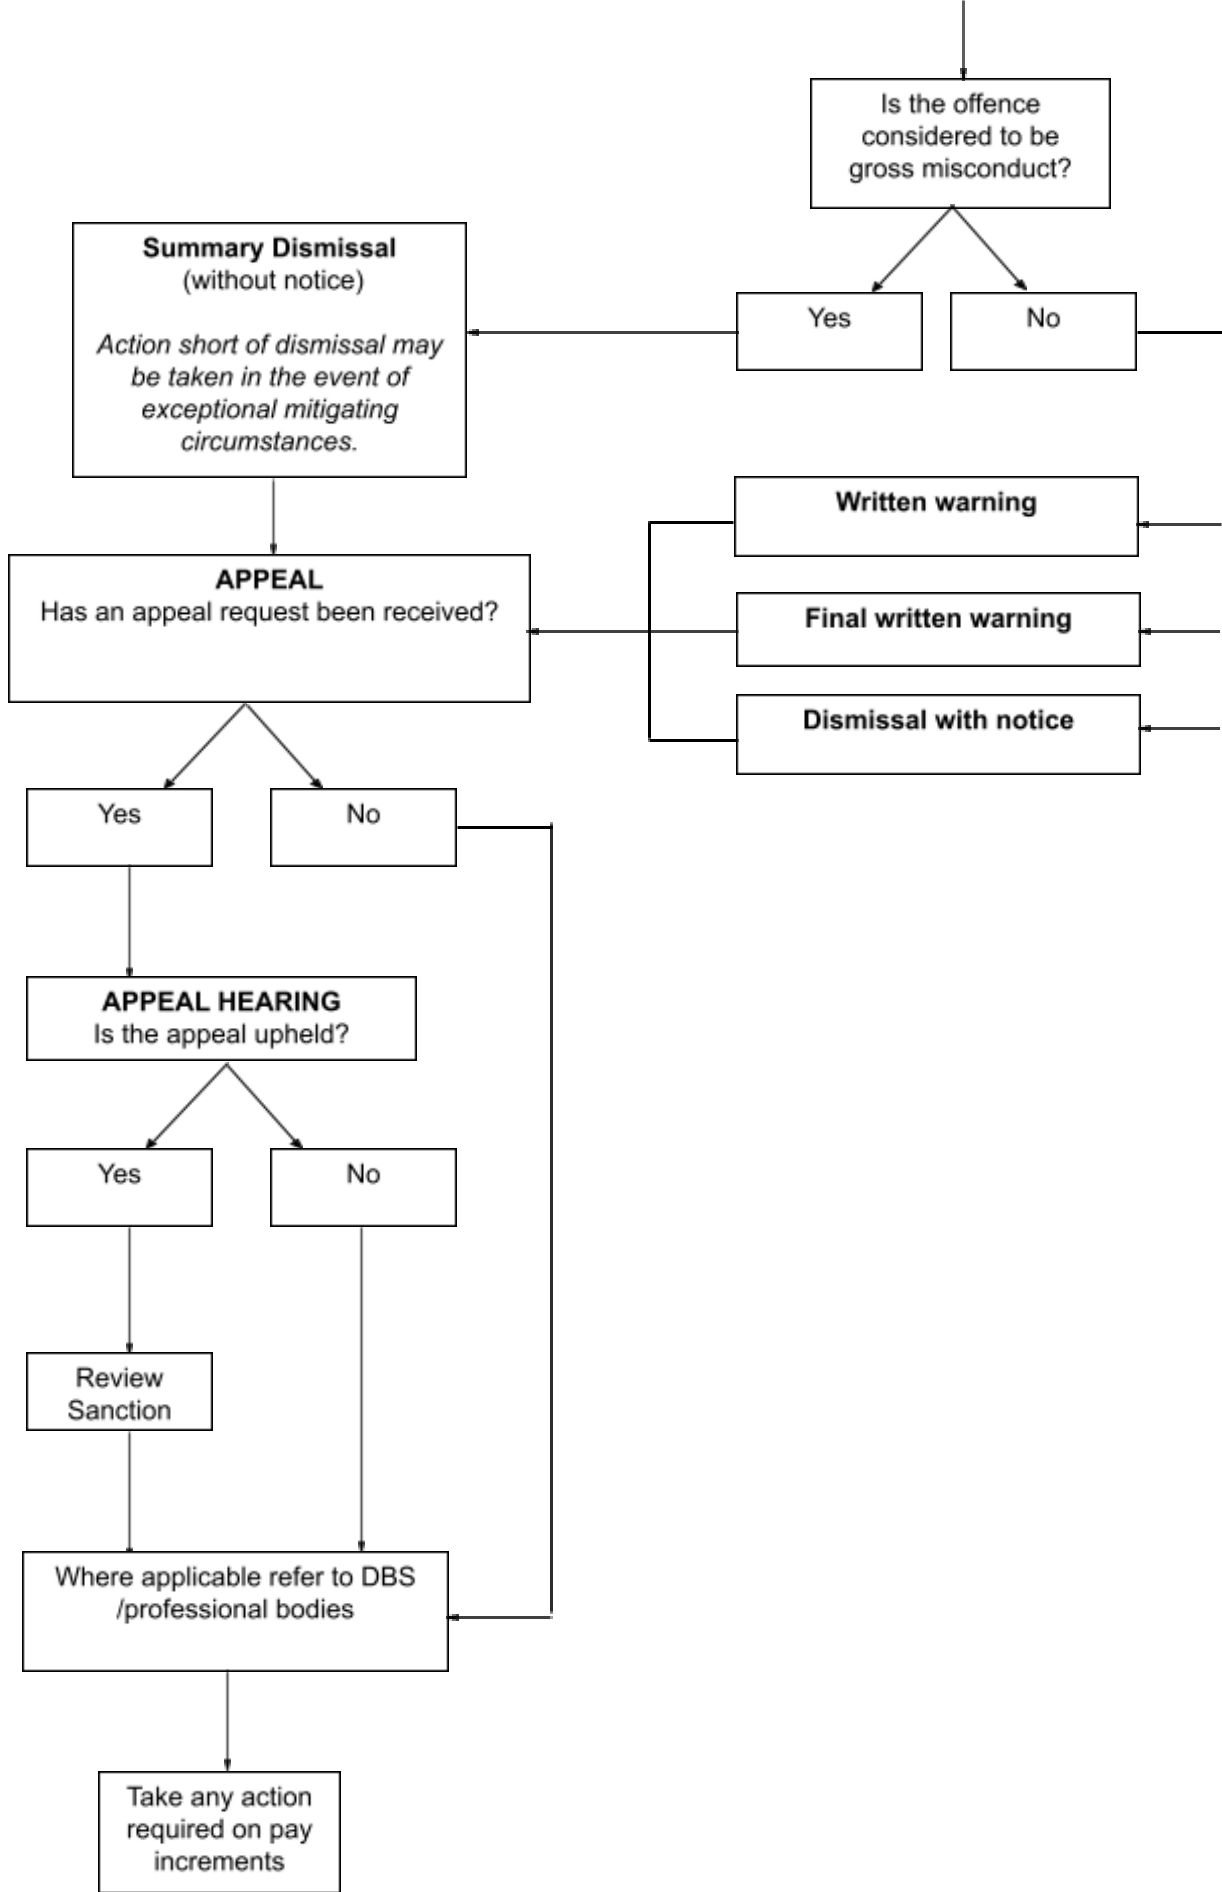 Is the offence
considered to be
gross misconduct?
Summary Dismissal
(without notice)
Action short of dismissal may
be taken in the event of
exceptional mitigating
circumstances.
Yes
No
Written warning
Final written warning
Dismissal with notice
APPEAL
Has an appeal request been received?
Yes
No
APPEAL HEARING
Is the appeal upheld?
Yes
No
Review
Sanction
Where applicable refer to DBS
/professional bodies
Take any action
required on pay
increments